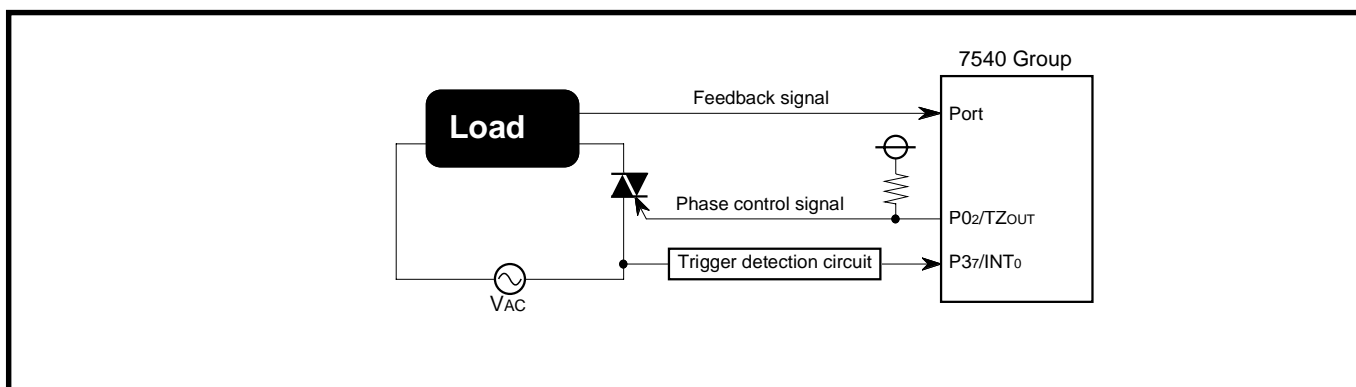 7540 Group
Feedback signal
Port
Load
Phase control signal
P02/TZOUT
Trigger detection circuit
P37/INT0
VAC